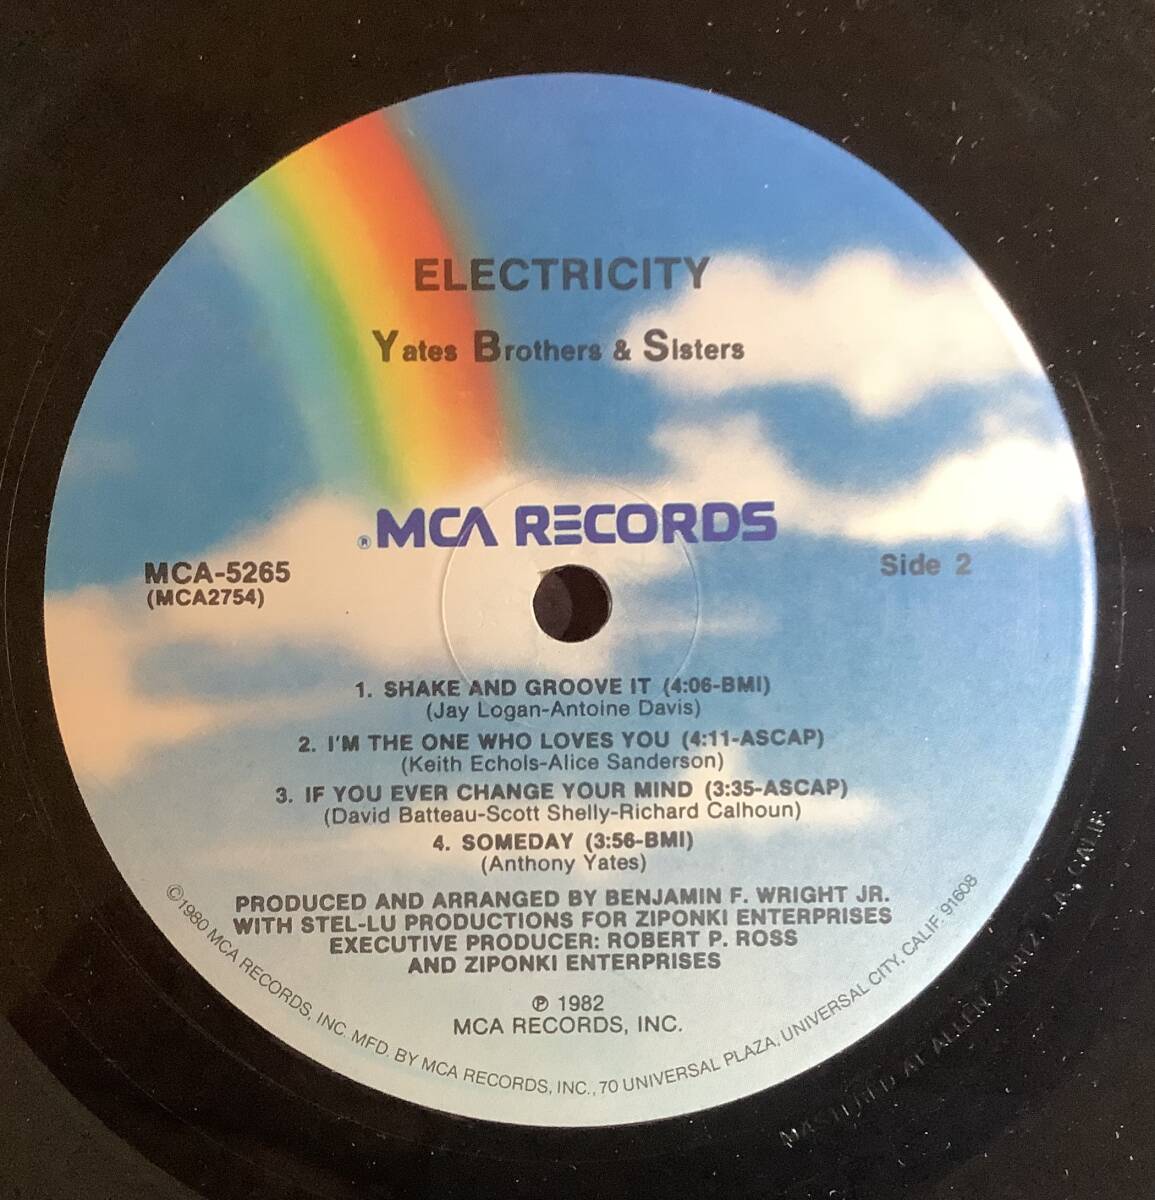 ELECTRICITY
Yates Brothers & Sisters
® MCA RECORDS
MCA-5265
(MCA2754)
Side 2
1. SHAKE AND GROOVE IT (4:06-BMI)
(Jay Logan-Antoine Davis)
2. I'M THE ONE WHO LOVES YOU (4:11-ASCAP)
(Keith Echols-Alice Sanderson)
3. IF YOU EVER CHANGE YOUR MIND (3:35-ASCAP)
(David Batteau-Scott Shelly-Richard Calhoun)
4. SOMEDAY (3:56-BMI)
(Anthony Yates)
PRODUCED AND ARRANGED BY BENJAMIN F. WRIGHT JR.
WITH STEL-LU PRODUCTIONS FOR ZIPONKI ENTERPRISES
EXECUTIVE PRODUCER: ROBERT P. ROSS
AND ZIPONKI ENTERPRISES
℗ 1982
MCA RECORDS, INC.
©1980 MCA RECORDS, INC. MFD. BY MCA RECORDS, INC., 70 UNIVERSAL PLAZA, UNIVERSAL CITY, CALIF. 91608
MASTERED AT ALLEN ZENTZ L.A. CALIF.